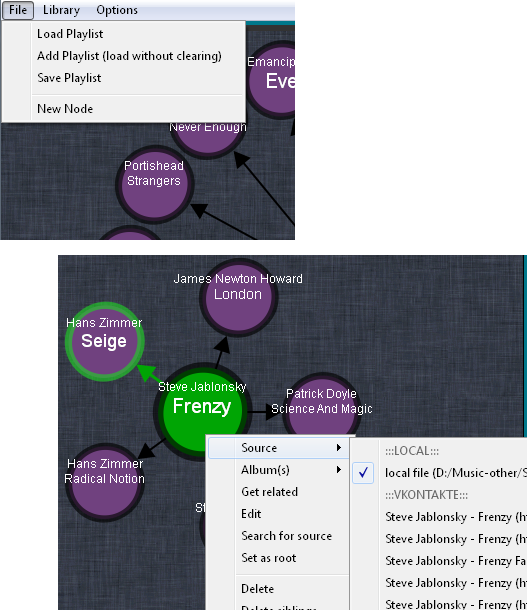 File Library Options
Load Playlist
Add Playlist (load without clearing)
Save Playlist
New Node
Emancip
Eve
Never Enough
Portishead
Strangers
James Newton Howard
London
Hans Zimmer
Seige
Steve Jablonsky
Frenzy
Patrick Doyle
Science And Magic
Hans Zimmer
Radical Notion
St
Source
Album(s)
Get related
Edit
Search for source
Set as root
Delete
Delete siblings
:::LOCAL:::
local file (D:/Music-other/S
:::VKONTAKTE:::
Steve Jablonsky - Frenzy (ht
Steve Jablonsky - Frenzy (ht
Steve Jablonsky - Frenzy Fa
Steve Jablonsky - Frenzy (ht
Steve Jablonsky - Frenzy (ht